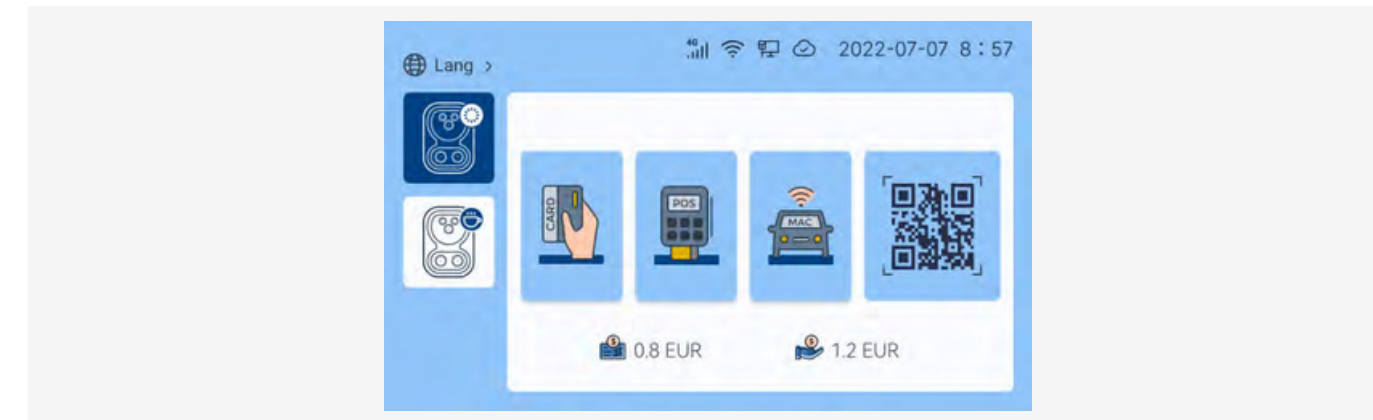 4G 2022-07-07 8:57
Lang >
CARD
POS
MAC
0.8 EUR 1.2 EUR